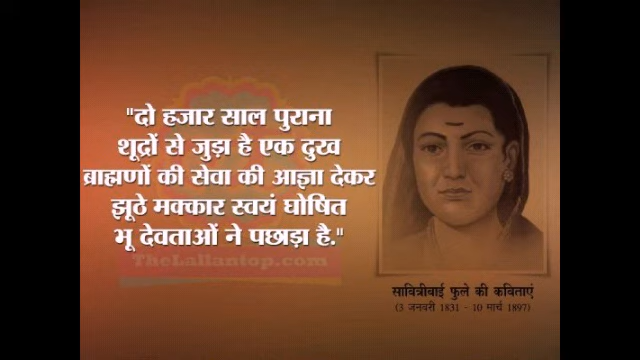 "दो हजार साल पुराना
शूद्रों से जुड़ा है एक दुख
ब्राह्मणों की सेवा की आज्ञा देकर
झूठे मक्कार स्वयं घोषित
भू देवताओं ने पछाड़ा है."
TheLallantop.com
सावित्रीबाई फुले की कविताएं
(3 जनवरी 1831 - 10 मार्च 1897)